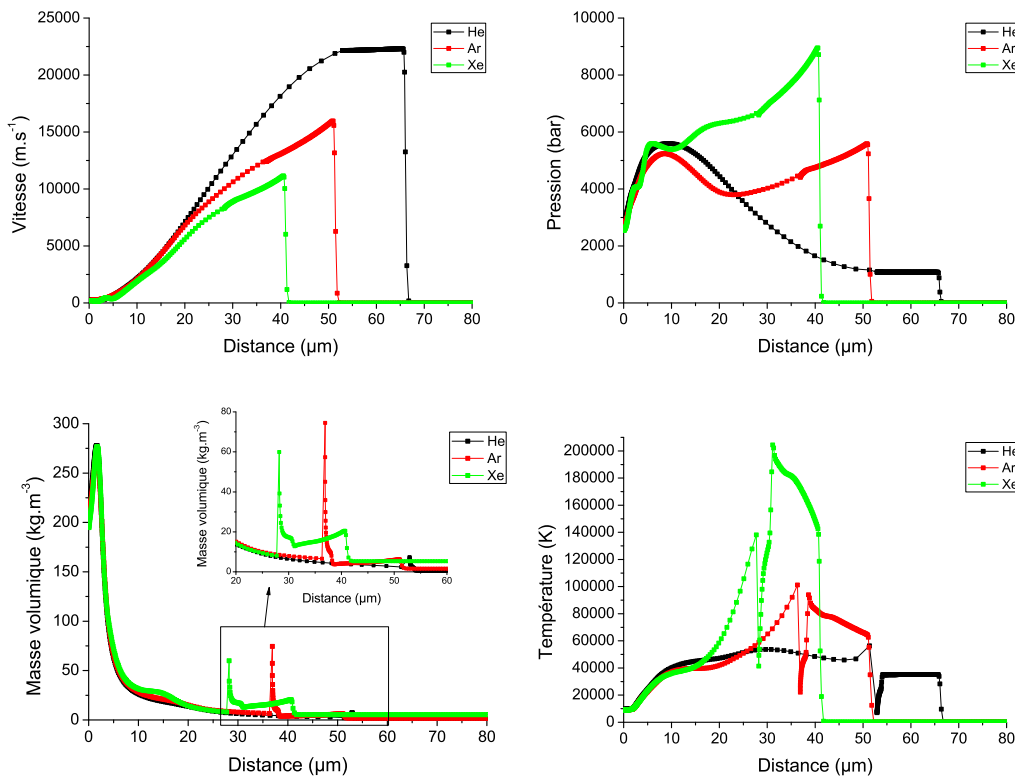 Vitesse (m.s-1)
25000
20000
15000
10000
5000
0
0 10 20 30 40 50 60 70 80
Distance (µm)
He
Ar
Xe
Pression (bar)
10000
8000
6000
4000
2000
0
0 10 20 30 40 50 60 70 80
Distance (µm)
He
Ar
Xe
Masse volumique (kg.m-3)
300
250
200
150
100
50
0
0 10 20 30 40 50 60 70 80
Distance (µm)
He
Ar
Xe
Masse volumique (kg.m-3)
80
60
40
20
0
20 30 40 50 60
Distance (µm)
Température (K)
200000
180000
160000
140000
120000
100000
80000
60000
40000
20000
0
0 10 20 30 40 50 60 70 80
Distance (µm)
He
Ar
Xe